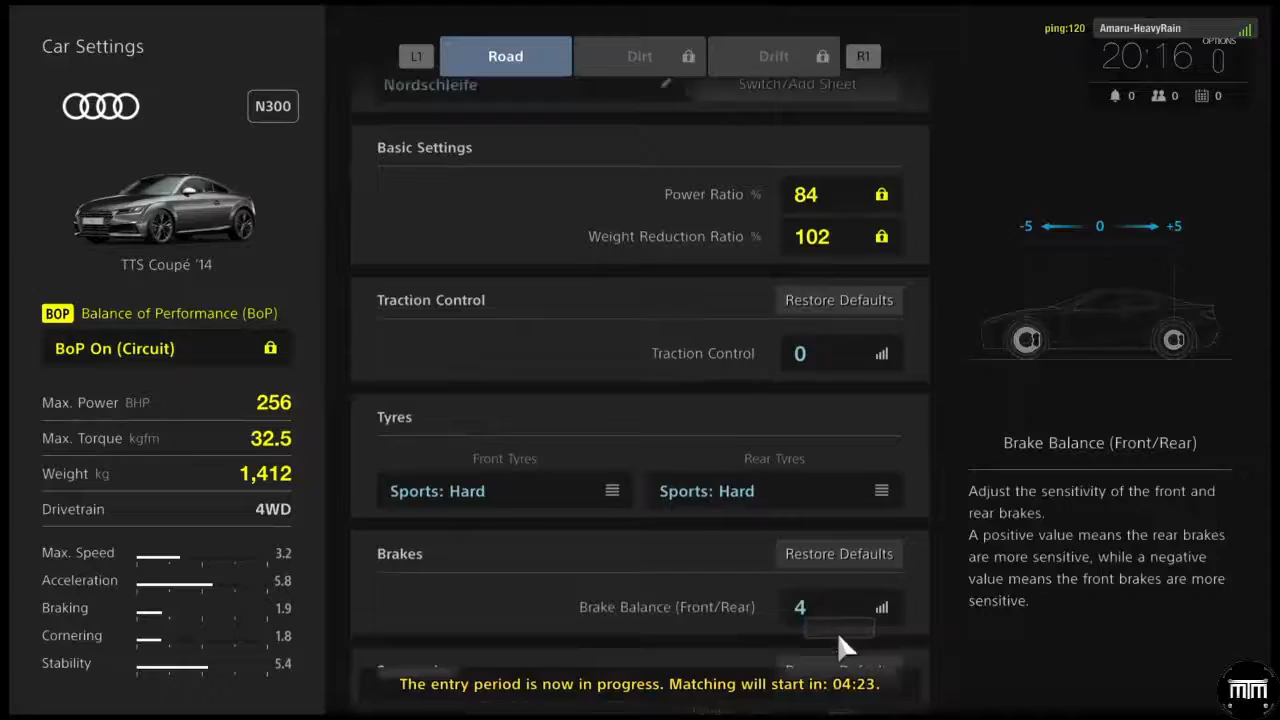 Car Settings
N300
TTS Coupé '14
BOP Balance of Performance (BoP)
BoP On (Circuit)
Max. Power BHP 256
Max. Torque kgfm 32.5
Weight kg 1,412
Drivetrain 4WD
Max. Speed 3.2
Acceleration 5.8
Braking 1.9
Cornering 1.8
Stability 5.4
L1 Road Dirt Drift R1
Nordschleife Switch/Add Sheet
Basic Settings
Power Ratio % 84
Weight Reduction Ratio % 102
Traction Control Restore Defaults
Traction Control 0
Tyres
Front Tyres Rear Tyres
Sports: Hard Sports: Hard
Brakes Restore Defaults
Brake Balance (Front/Rear) 4
The entry period is now in progress. Matching will start in: 04:23.
ping:120 Amaru-HeavyRain
OPTIONS
20:16
0 0 0
-5 0 +5
Brake Balance (Front/Rear)
Adjust the sensitivity of the front and
rear brakes.
A positive value means the rear brakes
are more sensitive, while a negative
value means the front brakes are more
sensitive.
MTM